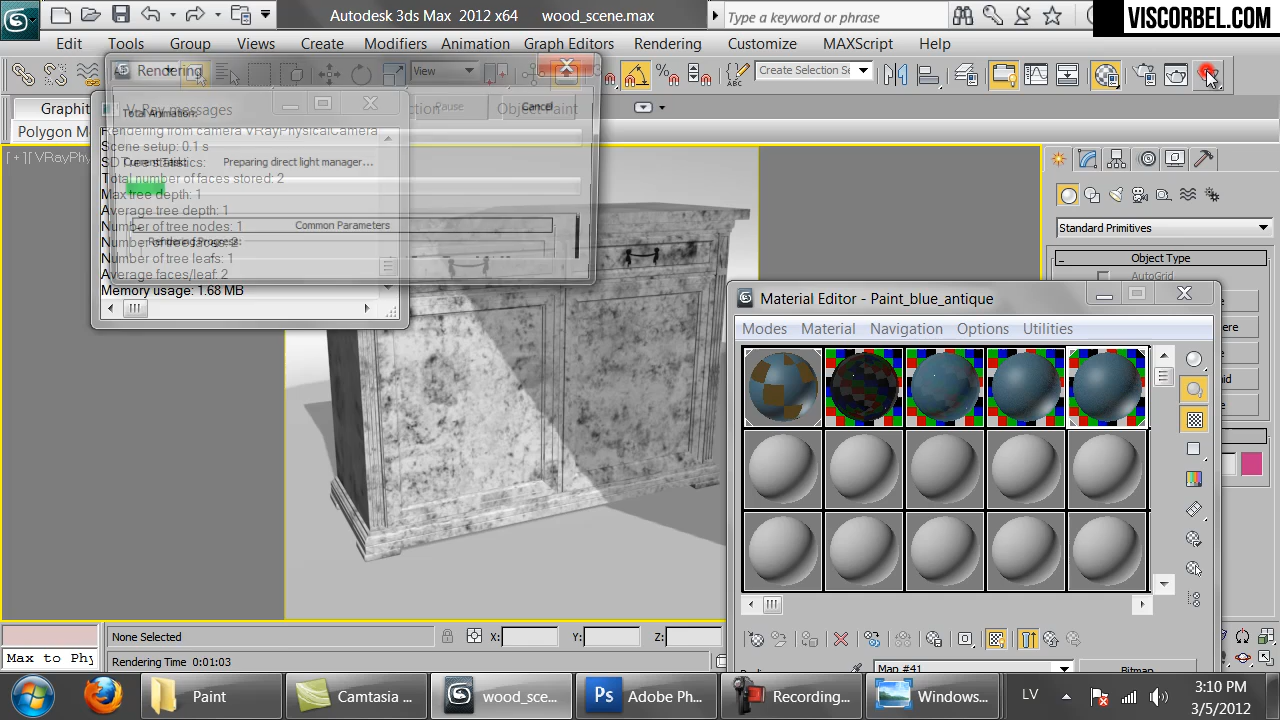 Autodesk 3ds Max 2012 x64 wood_scene.max
Type a keyword or phrase
VISCORBEL.COM
Edit Tools Group Views Create Modifiers Animation Graph Editors Rendering Customize MAXScript Help
Rendering
View
Create Selection Se
Graphit
V-Ray messages
Total Animation:
Pause
Cancel
Object Paint
Polygon M
Rendering from camera VRayPhysicalCamera
[ + ] [ VRayPhy
Scene setup: 0.1 s
Current Task:
Preparing direct light manager...
Total number of faces stored: 2
Max tree depth: 1
Average tree depth: 1
Number of tree nodes: 1
Common Parameters
Rendering Progress:
Number of tree leafs: 1
Average faces/leaf: 2
Memory usage: 1.68 MB
Standard Primitives
- Object Type
AutoGrid
Material Editor - Paint_blue_antique
Modes Material Navigation Options Utilities
None Selected
X:
Y:
Z:
Max to Phy
Rendering Time 0:01:03
Map #41
Bitmap
Paint
Camtasia ...
wood_sce...
Adobe Ph...
Recording...
Windows...
LV
3:10 PM
3/5/2012